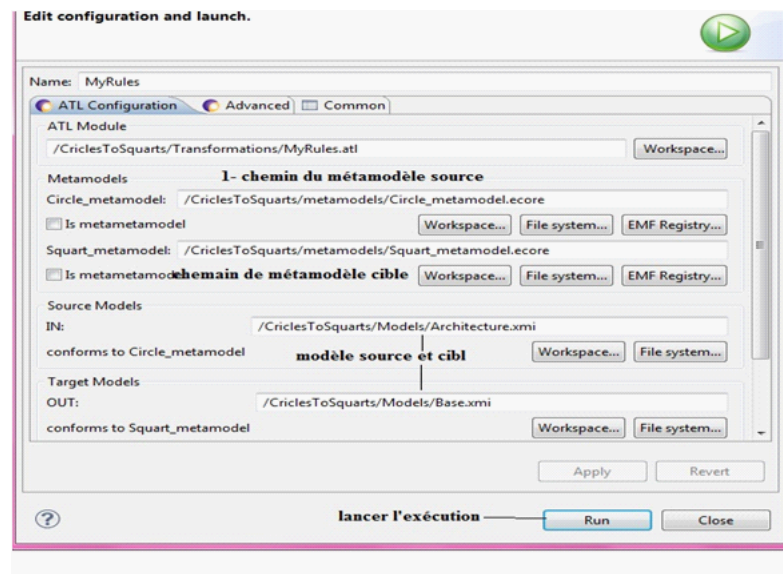 Edit configuration and launch.
Name: MyRules
ATL Configuration Advanced Common
ATL Module
/CriclesToSquarts/Transformations/MyRules.atl Workspace...
Metamodels 1- chemin du métamodèle source
Circle_metamodel: /CriclesToSquarts/metamodels/Circle_metamodel.ecore
Is metametamodel Workspace... File system... EMF Registry...
Squart_metamodel: /CriclesToSquarts/metamodels/Squart_metamodel.ecore
Is metametamod chemain de métamodèle cible Workspace... File system... EMF Registry...
Source Models
IN: /CriclesToSquarts/Models/Architecture.xmi
conforms to Circle_metamodel modèle source et cibl Workspace... File system...
Target Models
OUT: /CriclesToSquarts/Models/Base.xmi
conforms to Squart_metamodel Workspace... File system...
Apply Revert
? lancer l'exécution Run Close